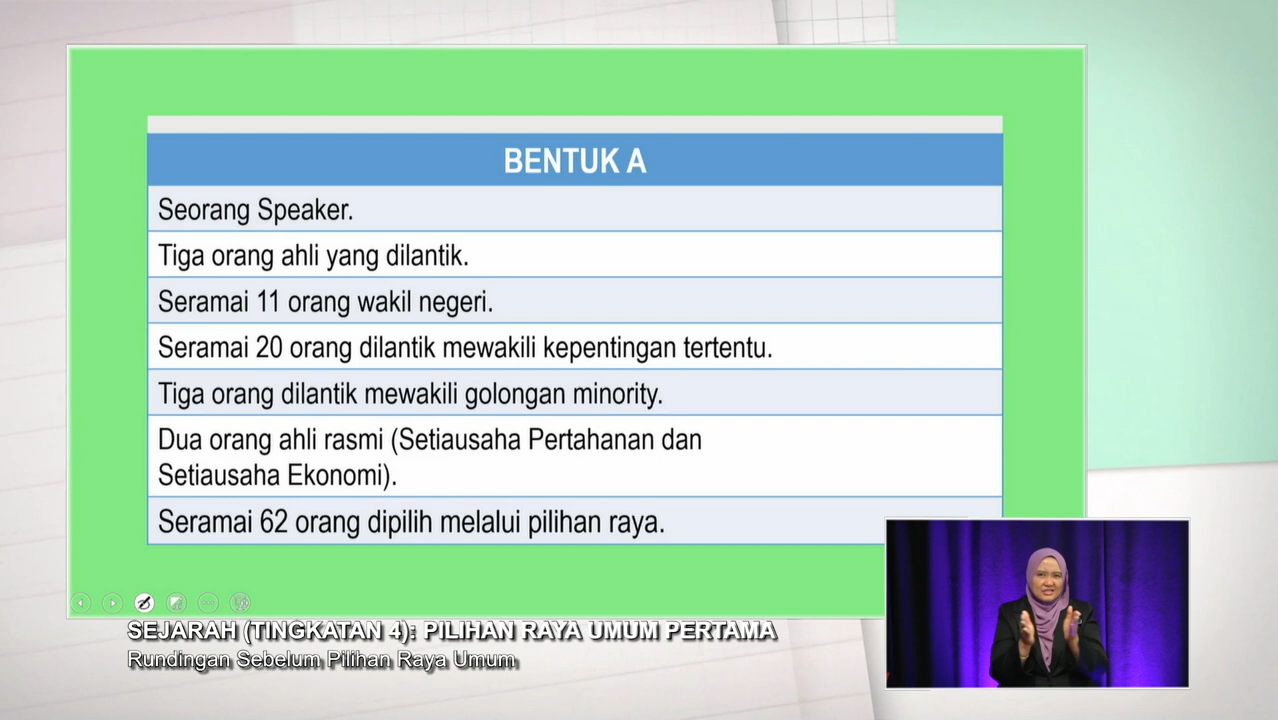 BENTUK A
Seorang Speaker.
Tiga orang ahli yang dilantik.
Seramai 11 orang wakil negeri.
Seramai 20 orang dilantik mewakili kepentingan tertentu.
Tiga orang dilantik mewakili golongan minority.
Dua orang ahli rasmi (Setiausaha Pertahanan dan
Setiausaha Ekonomi).
Seramai 62 orang dipilih melalui pilihan raya.
SEJARAH (TINGKATAN 4): PILIHAN RAYA UMUM PERTAMA
Rundingan Sebelum Pilihan Raya Umum